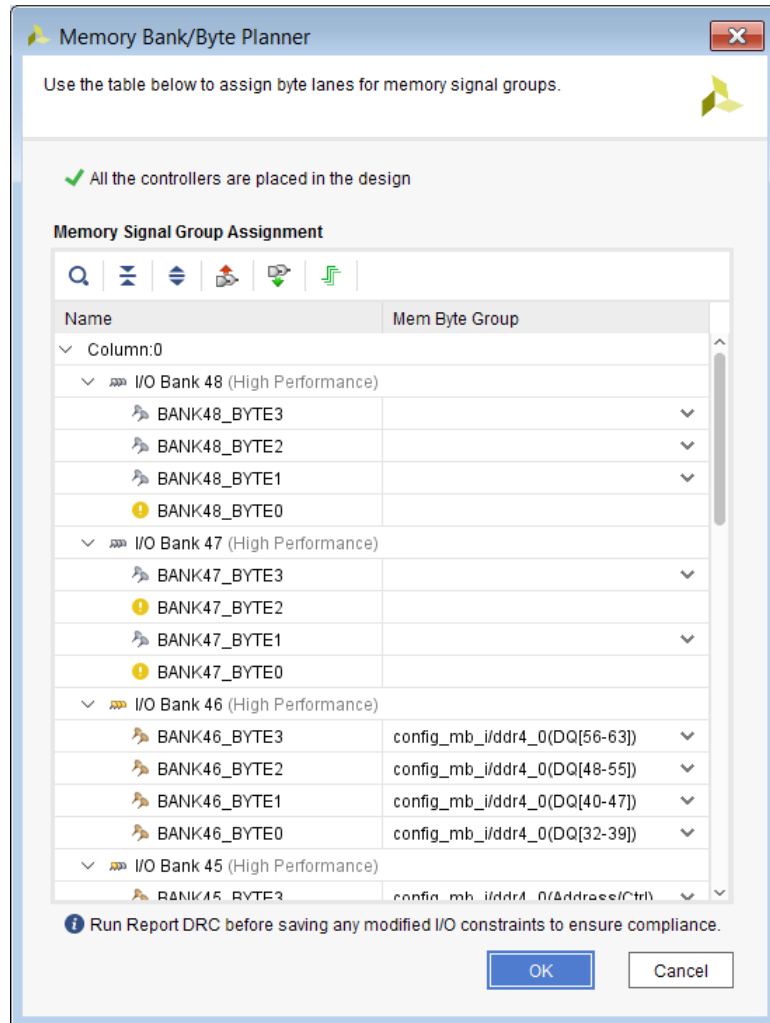 Memory Bank/Byte Planner
Use the table below to assign byte lanes for memory signal groups.
All the controllers are placed in the design
Memory Signal Group Assignment
Name Mem Byte Group
Column:0
I/O Bank 48 (High Performance)
BANK48_BYTE3
BANK48_BYTE2
BANK48_BYTE1
BANK48_BYTE0
I/O Bank 47 (High Performance)
BANK47_BYTE3
BANK47_BYTE2
BANK47_BYTE1
BANK47_BYTE0
I/O Bank 46 (High Performance)
BANK46_BYTE3 config_mb_i/ddr4_0(DQ[56-63])
BANK46_BYTE2 config_mb_i/ddr4_0(DQ[48-55])
BANK46_BYTE1 config_mb_i/ddr4_0(DQ[40-47])
BANK46_BYTE0 config_mb_i/ddr4_0(DQ[32-39])
I/O Bank 45 (High Performance)
BANK45_BYTE3 config_mb_i/ddr4_0(Address/Ctrl)
Run Report DRC before saving any modified I/O constraints to ensure compliance.
OK Cancel